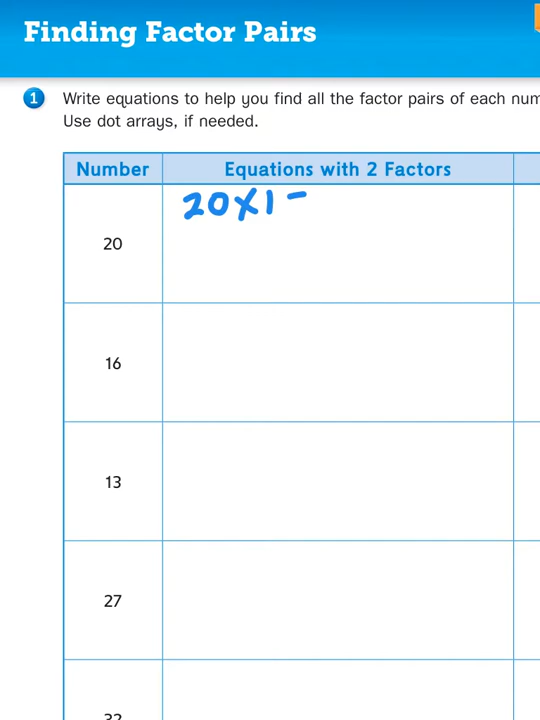 Finding Factor Pairs
1 Write equations to help you find all the factor pairs of each num
Use dot arrays, if needed.
Number Equations with 2 Factors
20 20X1 -
16
13
27
32